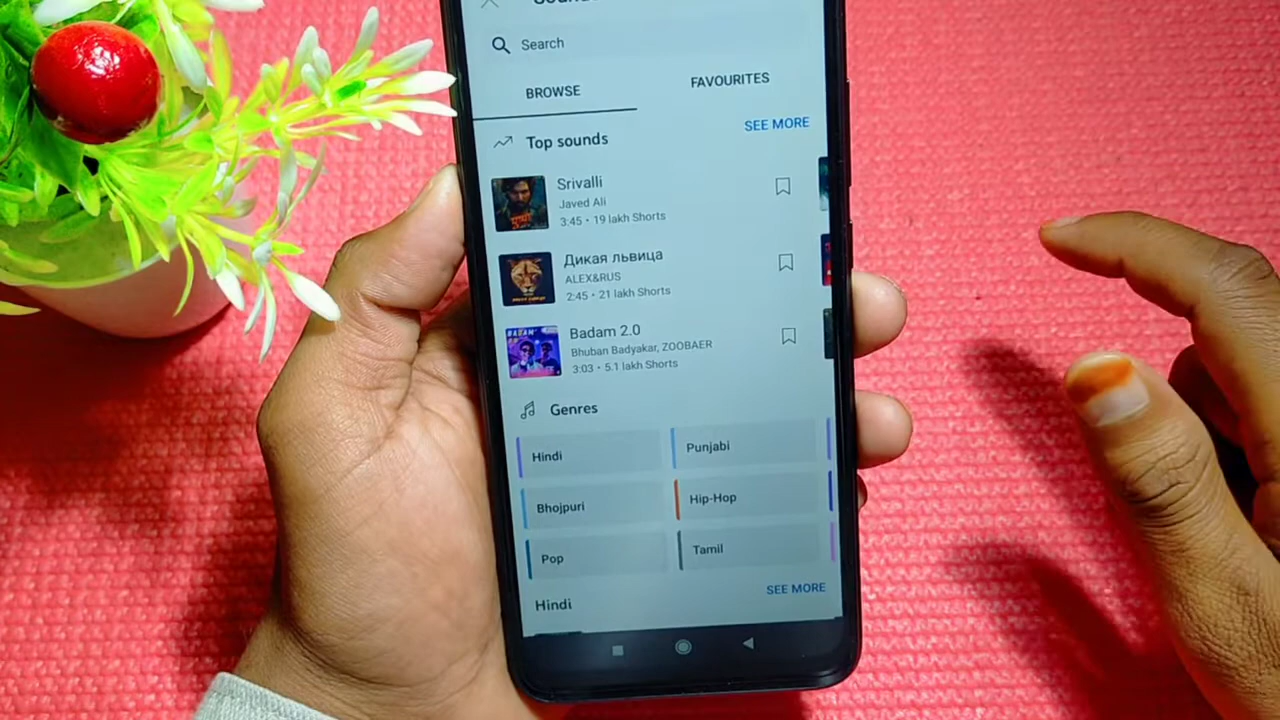 Sounds
Search
BROWSE
FAVOURITES
Top sounds
SEE MORE
Srivalli
Javed Ali
3:45 • 19 lakh Shorts
Дикая львица
ALEX&RUS
2:45 • 21 lakh Shorts
BADAM
Badam 2.0
Bhuban Badyakar, ZOOBAER
3:03 • 5.1 lakh Shorts
Genres
Hindi
Punjabi
Bhojpuri
Hip-Hop
Pop
Tamil
Hindi
SEE MORE